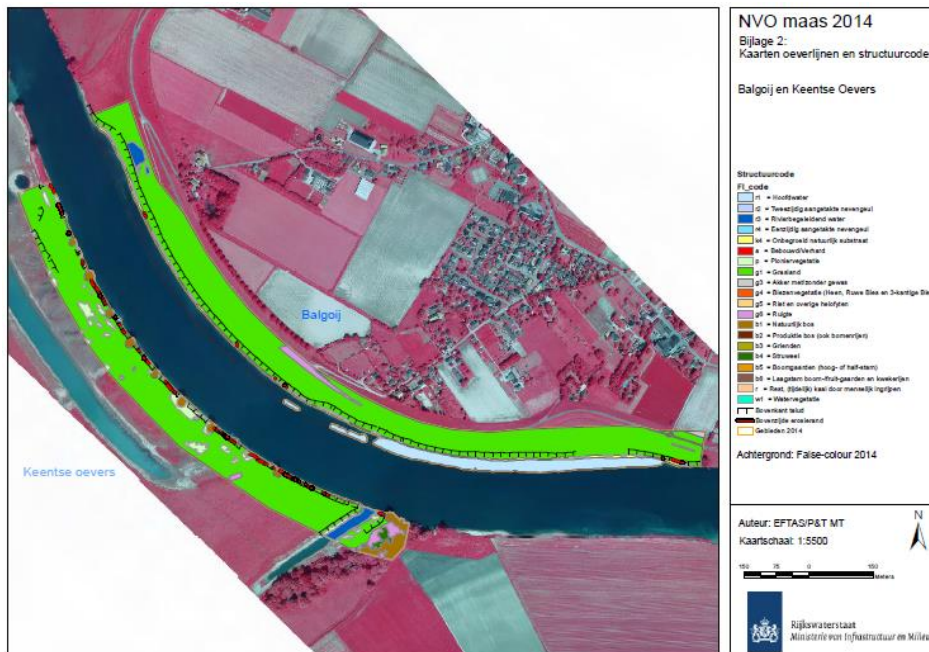 NVO maas 2014
Bijlage 2:
Kaarten oeverlijnen en structuurcode
Balgoij en Keentse Oevers
Structuurcode
Fl_code
r1 = Hoofdwater
r2 = Tweezijdig aangetakte nevengeul
r3 = Rivierbegeleidend water
r4 = Eenzijdig aangetakte nevengeul
k4 = Onbegroeid natuurlijk substraat
a = Bebouwd/Verhard
p = Pioniervegetatie
g1 = Grasland
g3 = Akker met/zonder gewas
g4 = Biezenvegetatie (Heen, Ruwe Bies en 3-kantige Bie
g5 = Riet en overige helofyten
g6 = Ruigte
b1 = Natuurlijk bos
b2 = Produktie bos (ook bomenrijen)
b3 = Grienden
b4 = Struweel
b5 = Boomgaarden (hoog- of half-stam)
b6 = Laagstam boom-/fruit-gaarden en kwekerijen
r = Rest, (tijdelijk) kaal door menselijk ingrijpen
w1 = Watervegetatie
Bovenkant talud
Bovenzijde erosierand
Gebieden 2014
Achtergrond: False-colour 2014
Balgoij
Keentse oevers
Auteur: EFTAS/P&T MT
Kaartschaal: 1:5500
N
150 75 0 150
Meters
Rijkswaterstaat
Ministerie van Infrastructuur en Milieu